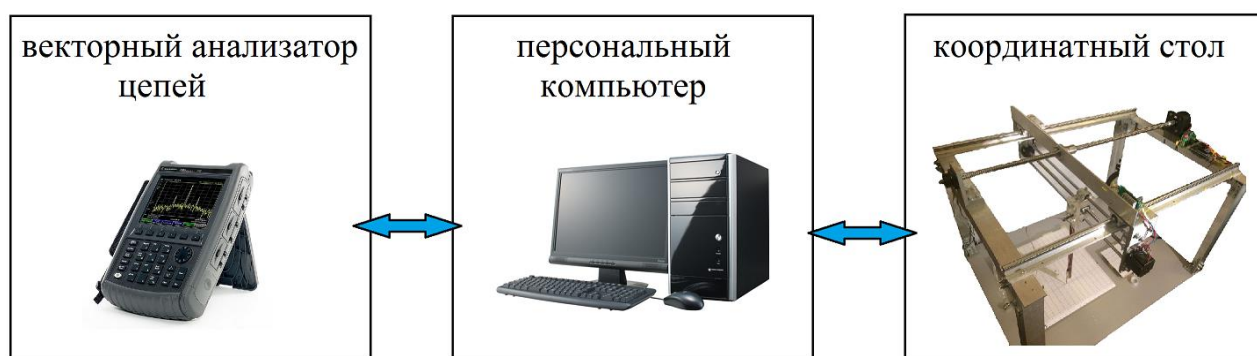 векторный анализатор
цепей
персональный
компьютер
координатный стол